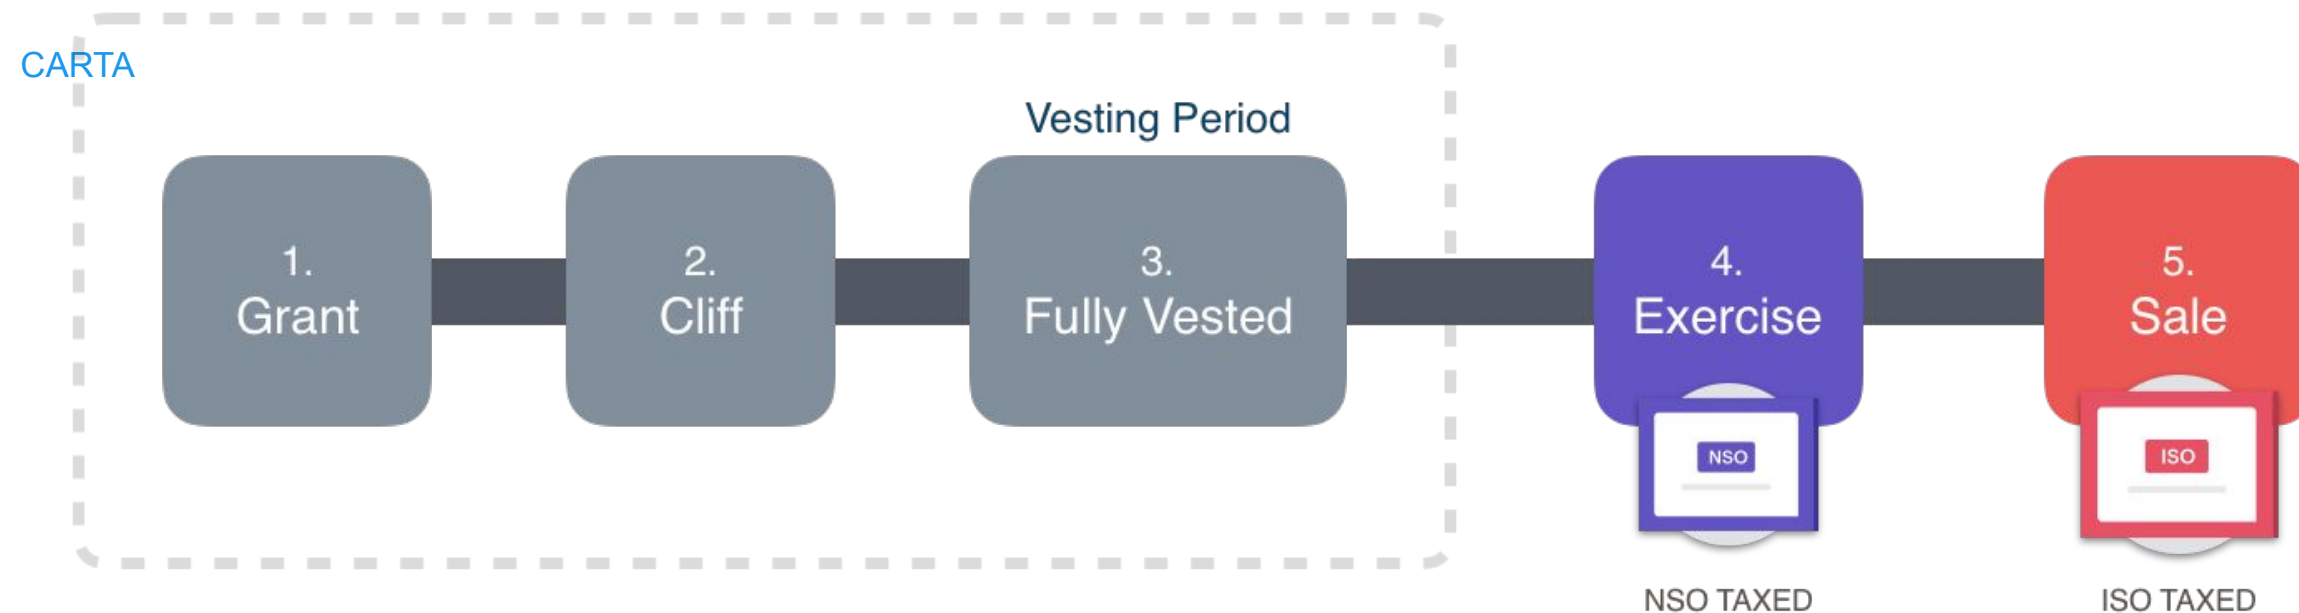 CARTA
Vesting Period
1.
Grant
2.
Cliff
3.
Fully Vested
4.
Exercise
5.
Sale
NSO
ISO
NSO TAXED
ISO TAXED